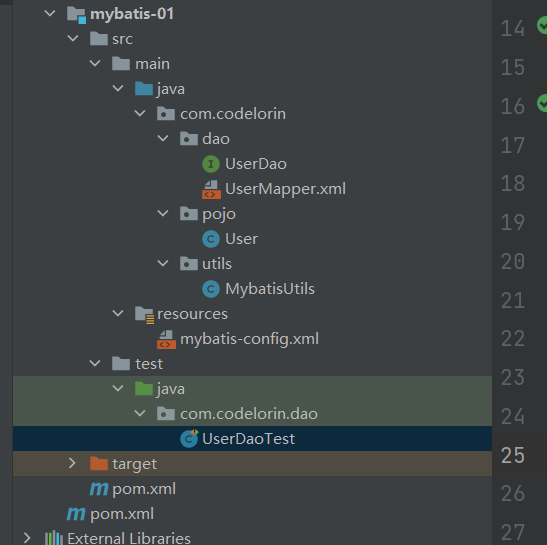 mybatis-01
src
main
java
com.codelorin
dao
UserDao
UserMapper.xml
pojo
User
utils
MybatisUtils
resources
mybatis-config.xml
test
java
com.codelorin.dao
UserDaoTest
target
pom.xml
pom.xml
External Libraries
14
15
16
17
18
19
20
21
22
23
24
25
26
27